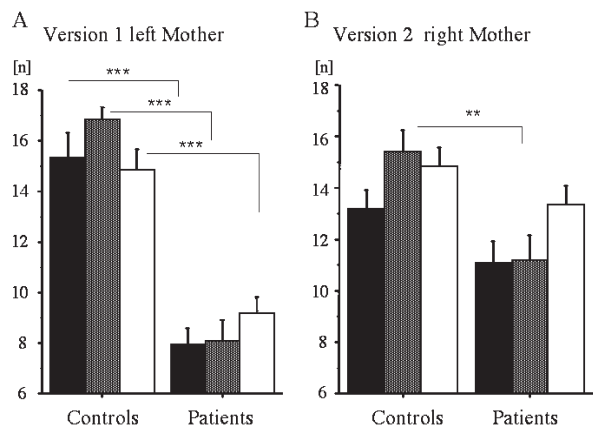 A
Version 1 left Mother
[n]
18
16
14
12
10
8
6
***
***
***
Controls
Patients
B
Version 2 right Mother
[n]
18
16
14
12
10
8
6
**
Controls
Patients